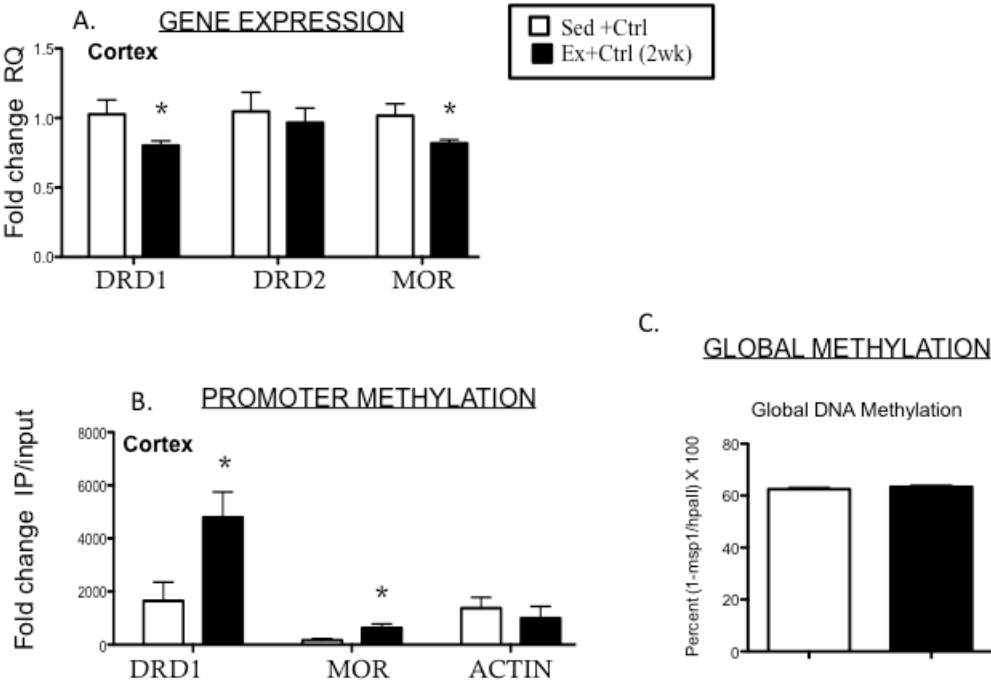 A.
GENE EXPRESSION
Sed +Ctrl
Ex+Ctrl (2wk)
Cortex
Fold change RQ
1.5
1.0
0.5
0.0
*
*
DRD1
DRD2
MOR
B.
PROMOTER METHYLATION
Cortex
Fold change IP/input
8000
6000
4000
2000
0
*
*
DRD1
MOR
ACTIN
C.
GLOBAL METHYLATION
Global DNA Methylation
Percent (1-msp1/hpaII) X 100
80
60
40
20
0